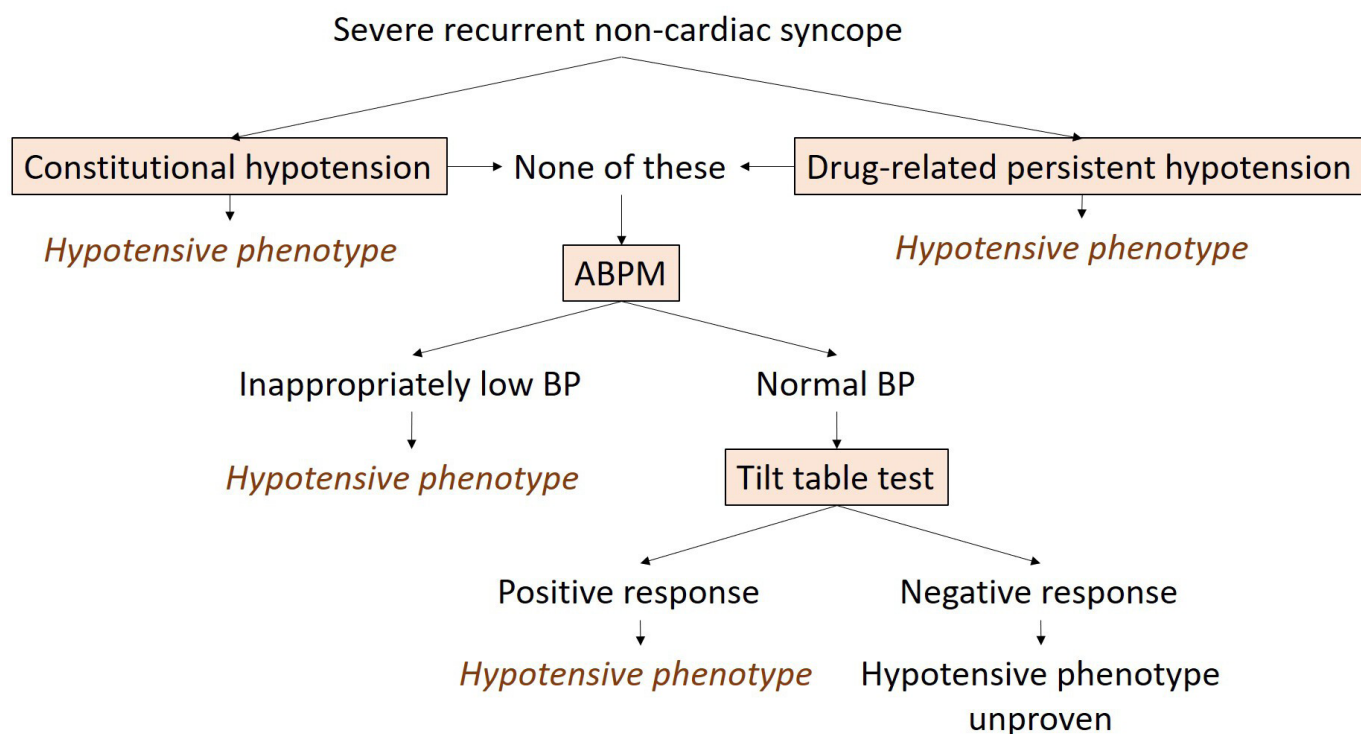 Severe recurrent non-cardiac syncope
Constitutional hypotension
None of these
Drug-related persistent hypotension
Hypotensive phenotype
Hypotensive phenotype
ABPM
Inappropriately low BP
Normal BP
Hypotensive phenotype
Tilt table test
Positive response
Negative response
Hypotensive phenotype
Hypotensive phenotype
unproven